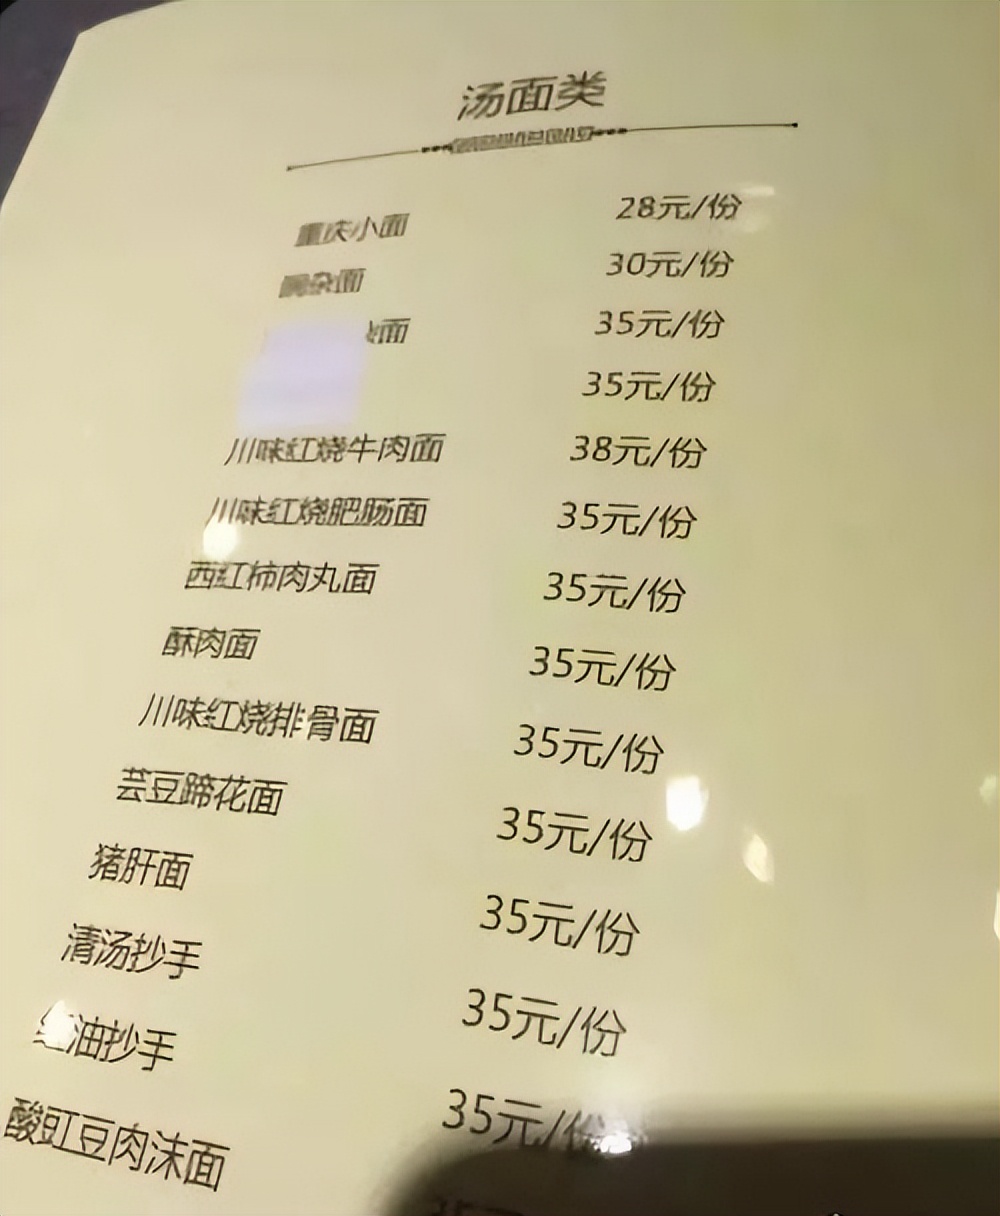 汤面类
重庆小面 28元/份
杂面 30元/份
面 35元/份
35元/份
川味红烧牛肉面 38元/份
川味红烧肥肠面 35元/份
西红柿肉丸面 35元/份
酥肉面 35元/份
川味红烧排骨面 35元/份
芸豆蹄花面 35元/份
猪肝面 35元/份
清汤抄手 35元/份
红油抄手 35元/份
酸豇豆肉沫面